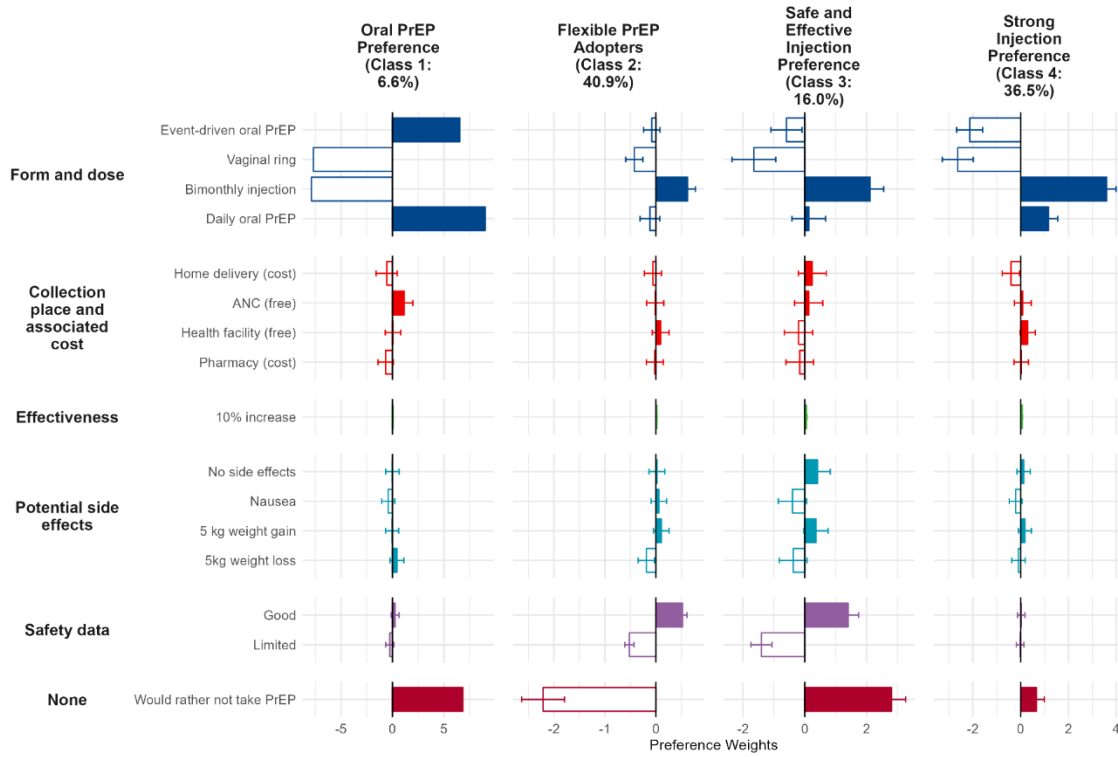 Oral PrEP
Preference
(Class 1:
6.6%)
Flexible PrEP
Adopters
(Class 2:
40.9%)
Safe and
Effective
Injection
Preference
(Class 3:
16.0%)
Strong
Injection
Preference
(Class 4:
36.5%)
Form and dose
Event-driven oral PrEP
Vaginal ring
Bimonthly injection
Daily oral PrEP
Collection
place and
associated
cost
Home delivery (cost)
ANC (free)
Health facility (free)
Pharmacy (cost)
Effectiveness
10% increase
Potential side
effects
No side effects
Nausea
5 kg weight gain
5kg weight loss
Safety data
Good
Limited
None
Would rather not take PrEP
-5 0 5
-3 -2 -1 0 1
-2 0 2
-2 0 2 4
Preference Weights